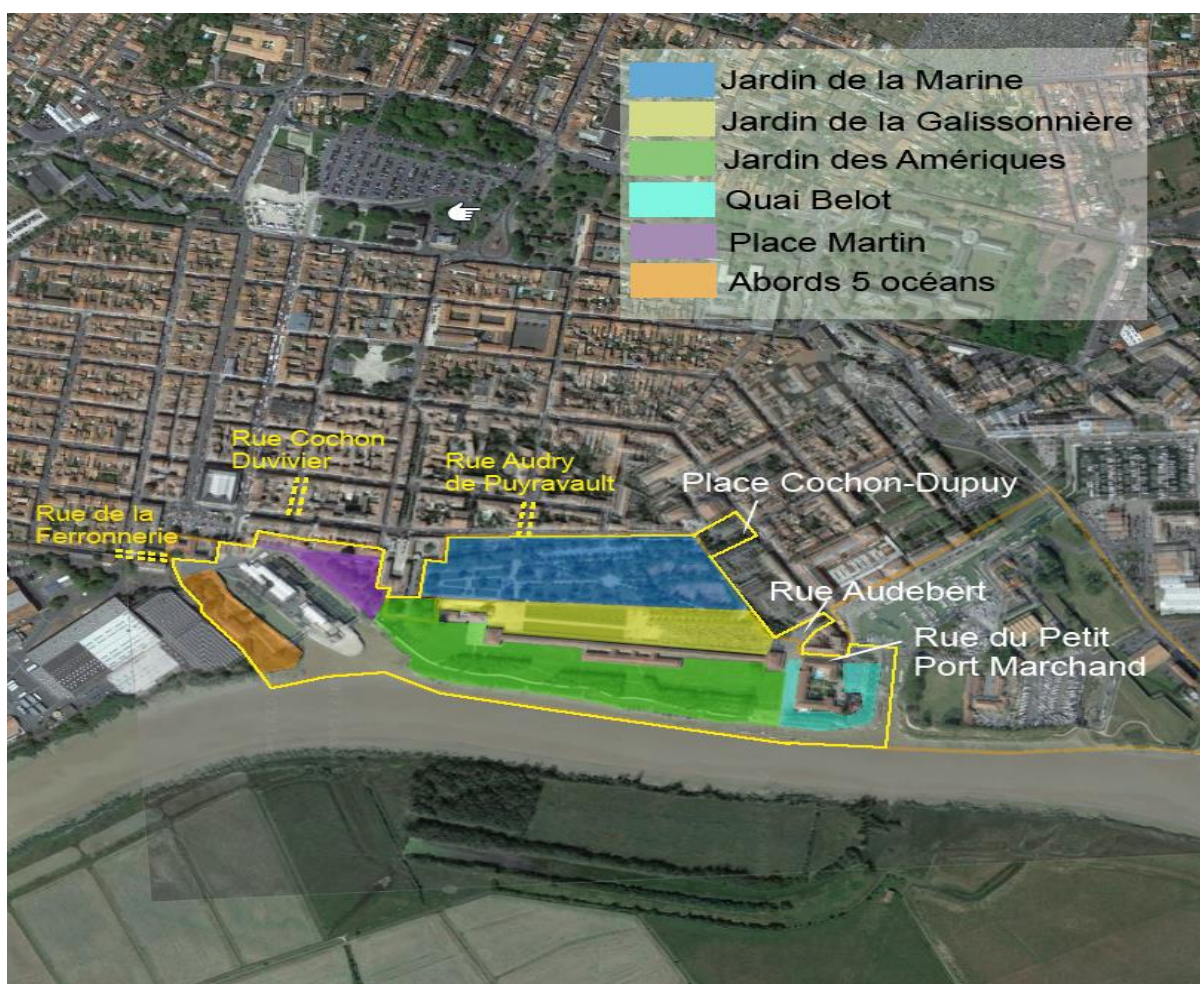 Jardin de la Marine
Jardin de la Galissonnière
Jardin des Amériques
Quai Belot
Place Martin
Abords 5 océans
Rue Cochon
Duvivier
Rue Audry
de Puyravault
Place Cochon-Dupuy
Rue de la
Ferronnerie
Rue Audebert
Rue du Petit
Port Marchand